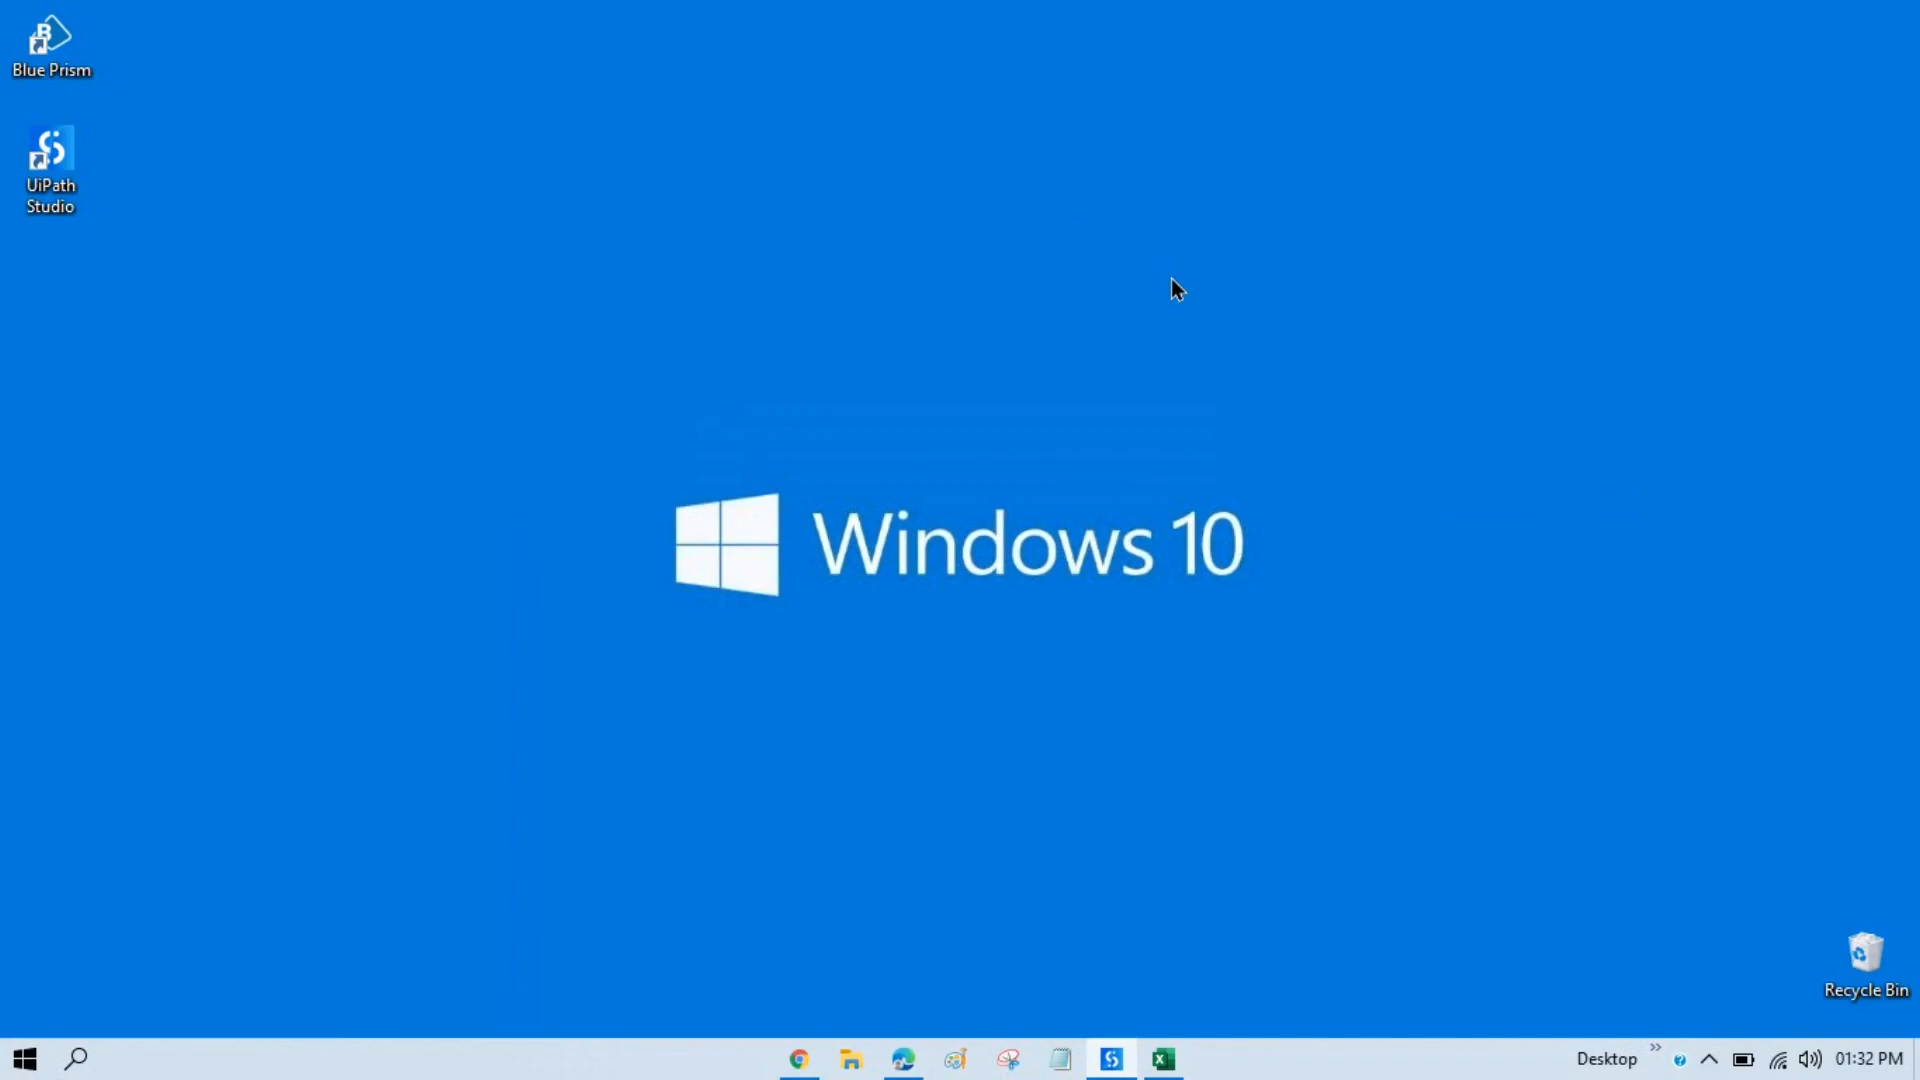 Blue Prism
UiPath
Studio
Windows 10
Recycle Bin
Desktop
01:32 PM